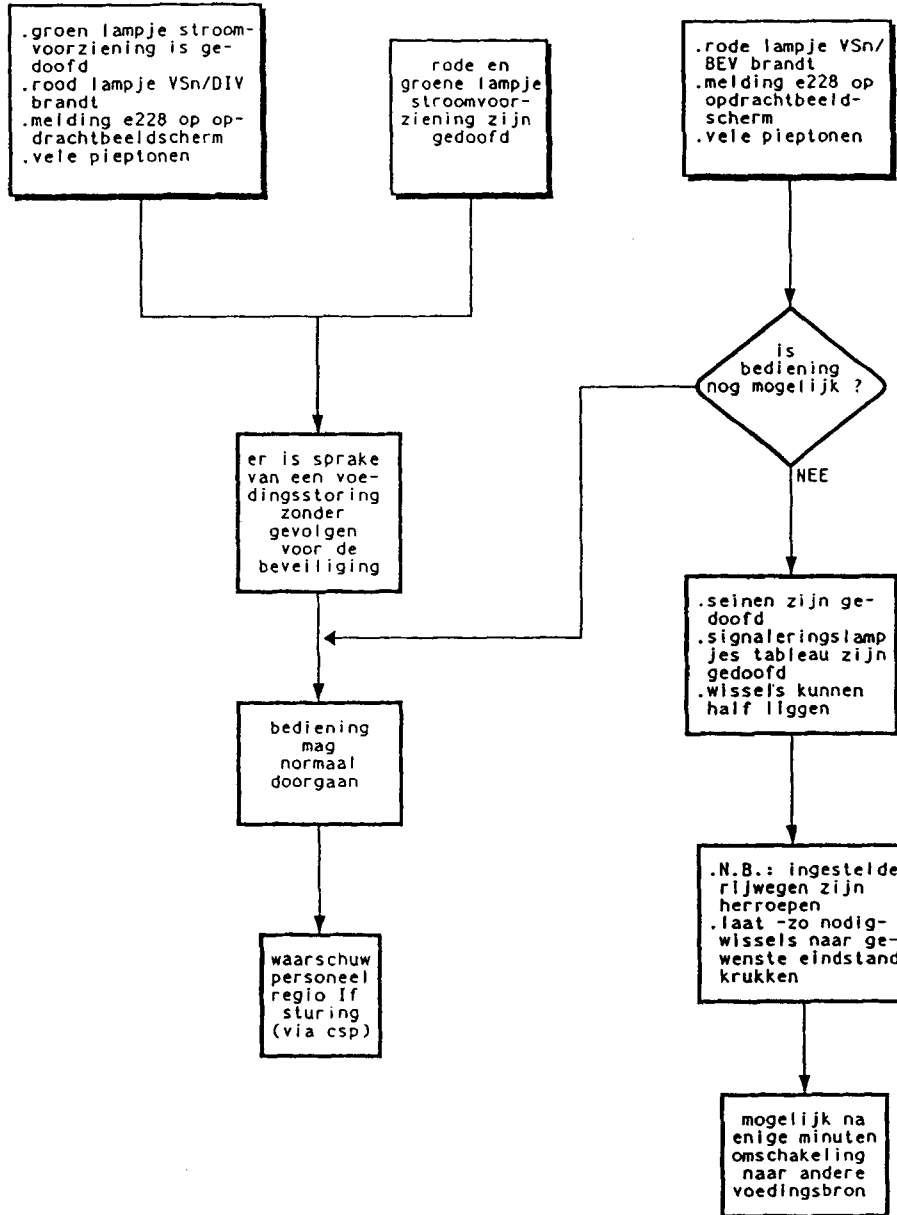 .groen lampje stroom-
voorziening is ge-
doofd
.rood lampje VSn/DIV
brandt
.melding e228 op op-
drachtbeeldscherm
.vele pieptonen
rode en
groene lampje
stroomvoor-
ziening zijn
gedoofd
.rode lampje VSn/
BEV brandt
.melding e228 op
opdrachtbeeld-
scherm
.vele pieptonen
is
bediening
nog mogelijk ?
NEE
er is sprake
van een voe-
dingsstoring
zonder
gevolgen
voor de
beveiliging
.seinen zijn ge-
doofd
.signaleringslamp
jes tableau zijn
gedoofd
.wissels kunnen
half liggen
bediening
mag
normaal
doorgaan
.N.B.: ingestelde
rijwegen zijn
herroepen
.laat -zo nodig-
wissels naar ge-
wenste eindstand
krukken
waarschuw
personeel
regio If
sturing
(via csp)
mogelijk na
enige minuten
omschakeling
naar andere
voedingsbron